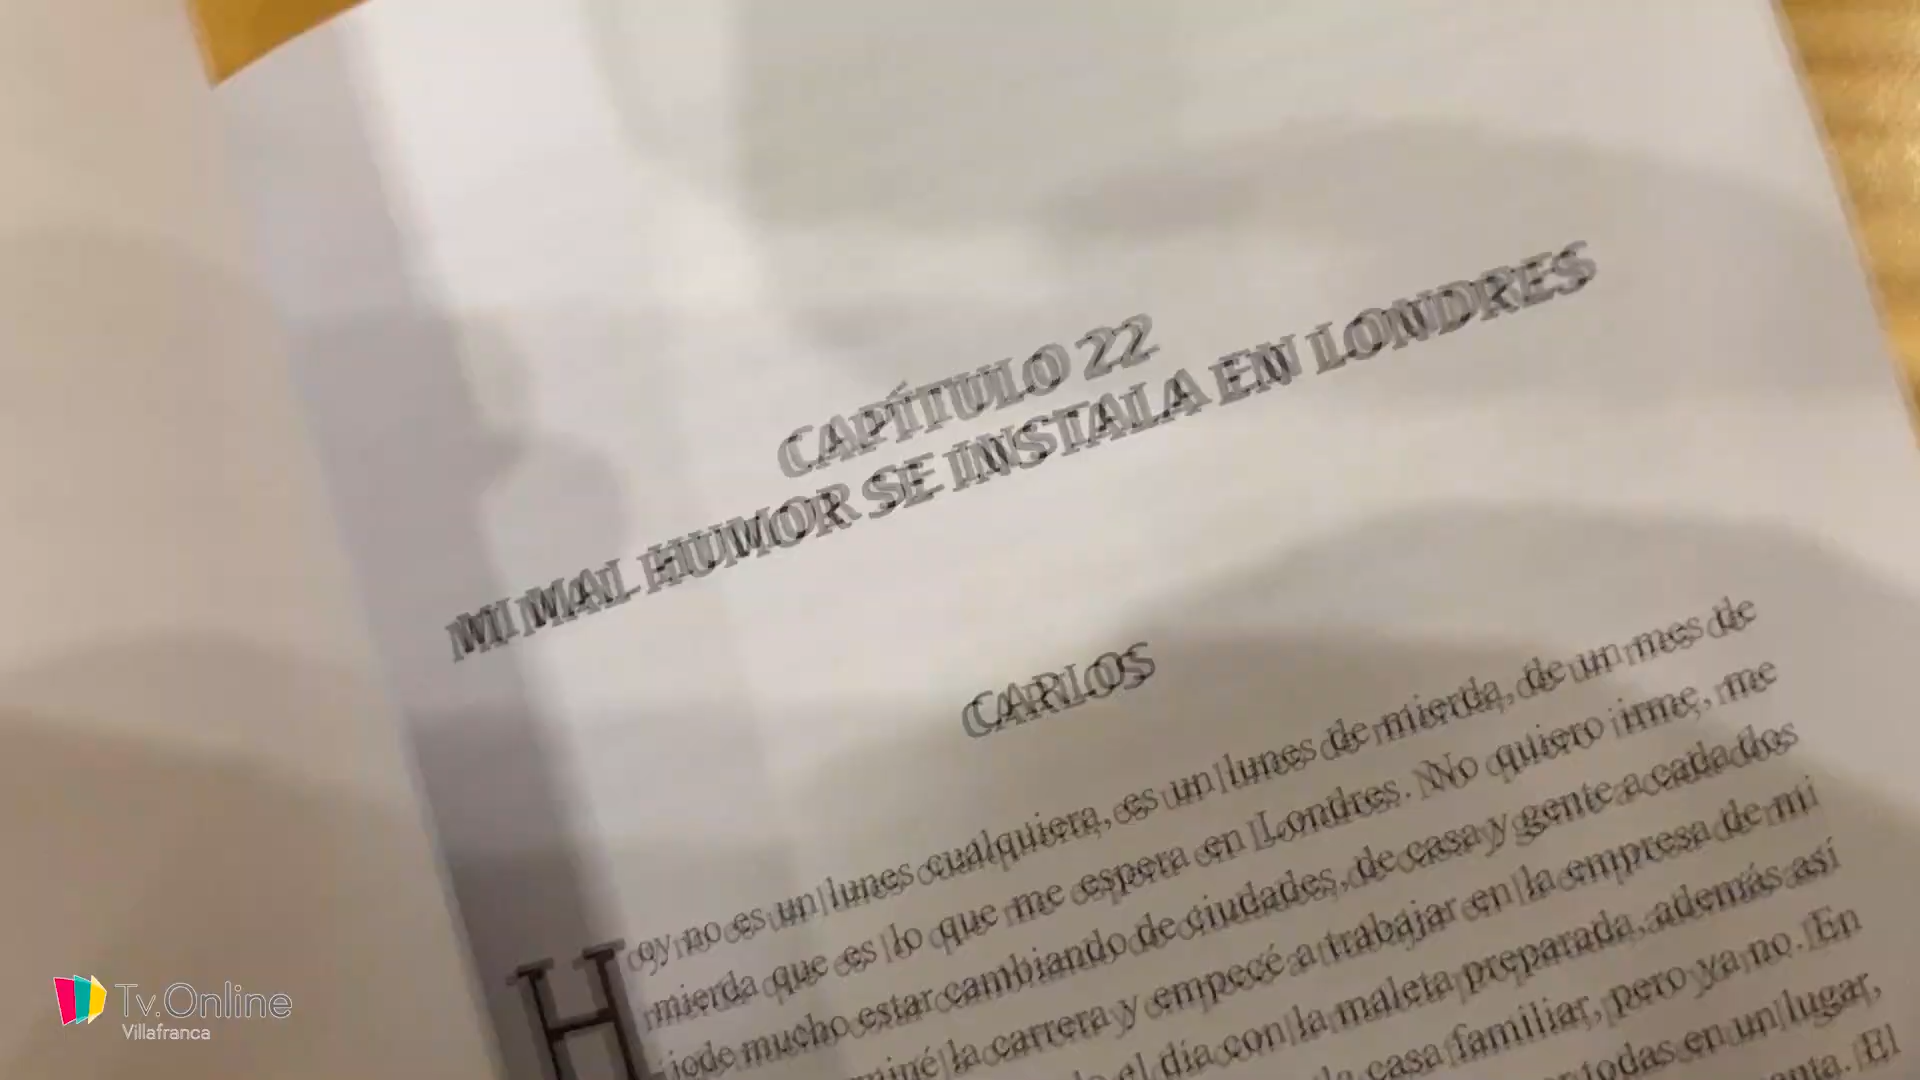 CAPÍTULO 22
MI MAL HUMOR SE INSTALA EN LONDRES
CARLOS
Hoy no es un lunes cualquiera, es un lunes de mierda, de un mes de
mierda que es lo que me espera en Londres. No quiero irme, me
jode mucho estar cambiando de ciudades, de casa y gente a cada dos
la carrera y empecé a trabajar en la empresa de mi
el día con la maleta preparada, además así
la casa familiar, pero ya no. En
todas en un lugar,
El
Tv.Online
Villafranca